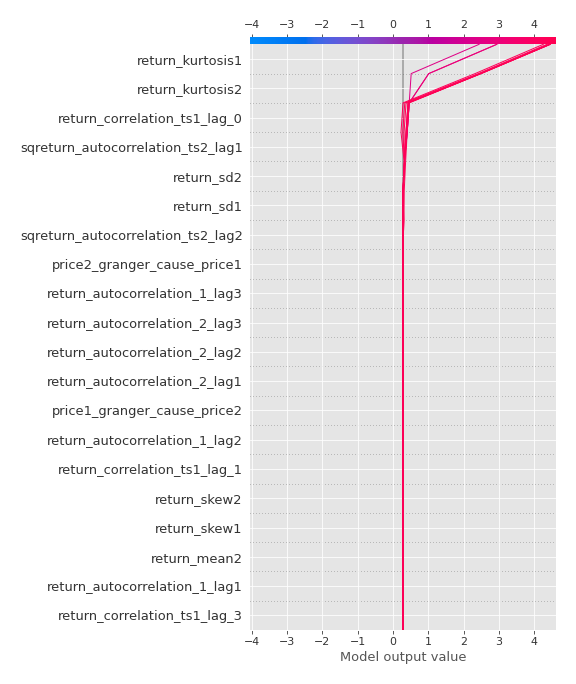 −4 −3 −2 −1 0 1 2 3 4
return_kurtosis1
return_kurtosis2
return_correlation_ts1_lag_0
sqreturn_autocorrelation_ts2_lag1
return_sd2
return_sd1
sqreturn_autocorrelation_ts2_lag2
price2_granger_cause_price1
return_autocorrelation_1_lag3
return_autocorrelation_2_lag3
return_autocorrelation_2_lag2
return_autocorrelation_2_lag1
price1_granger_cause_price2
return_autocorrelation_1_lag2
return_correlation_ts1_lag_1
return_skew2
return_skew1
return_mean2
return_autocorrelation_1_lag1
return_correlation_ts1_lag_3
−4 −3 −2 −1 0 1 2 3 4
Model output value